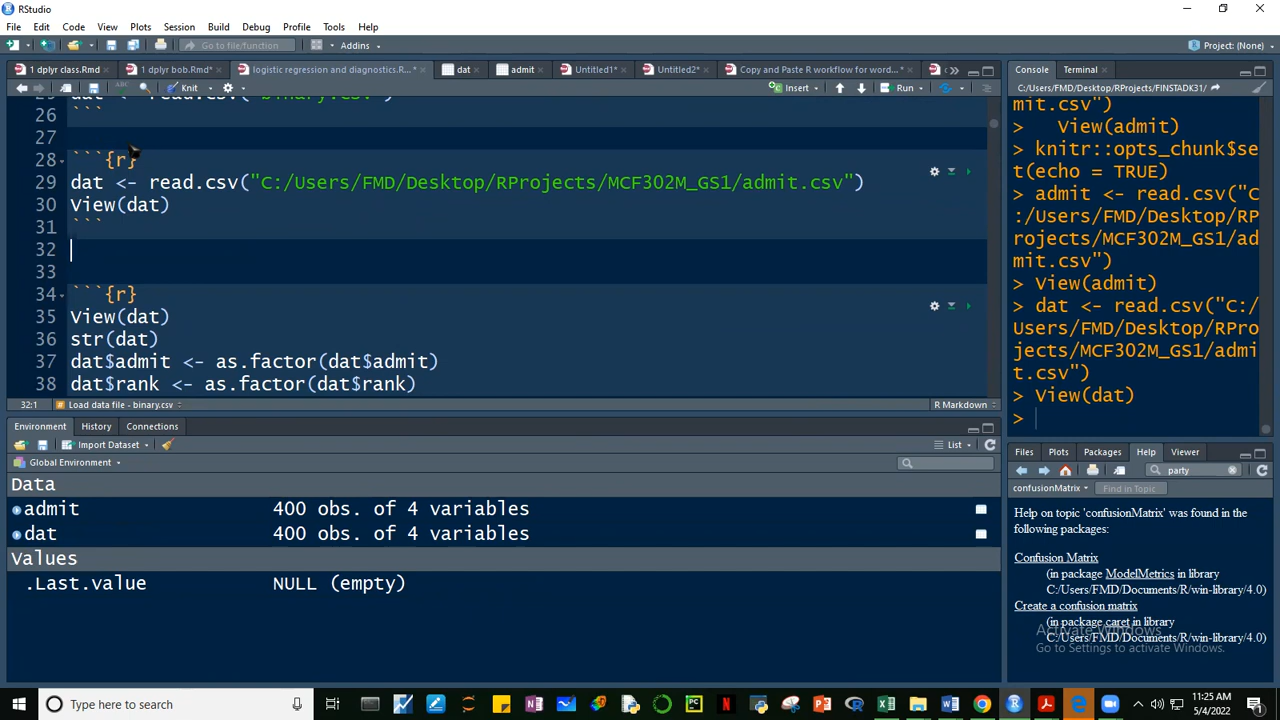 RStudio
File Edit Code View Plots Session Build Debug Profile Tools Help
Go to file/function Addins Project: (None)
1 dplyr class.Rmd 1 dplyr bob.Rmd* logistic regression and diagnostics.R...* dat admit Untitled1* Untitled2* Copy and Paste R workflow for word...*
Knit Insert Run
25 dat <- read.csv("binary.csv")
26 ```
27
28 ```{r}
29 dat <- read.csv("C:/Users/FMD/Desktop/RProjects/MCF302M_GS1/admit.csv")
30 View(dat)
31 ```
32
33
34 ```{r}
35 View(dat)
36 str(dat)
37 dat$admit <- as.factor(dat$admit)
38 dat$rank <- as.factor(dat$rank)
32:1 Load data file - binary.csv R Markdown
Environment History Connections
Import Dataset List
Global Environment
Data
admit 400 obs. of 4 variables
dat 400 obs. of 4 variables
Values
.Last.value NULL (empty)
Console Terminal
C:/Users/FMD/Desktop/RProjects/FINSTADK31/
mit.csv")
> View(admit)
> knitr::opts_chunk$se
t(echo = TRUE)
> admit <- read.csv("C
:/Users/FMD/Desktop/RP
rojects/MCF302M_GS1/ad
mit.csv")
> View(admit)
> dat <- read.csv("C:/
Users/FMD/Desktop/RPro
jects/MCF302M_GS1/admi
t.csv")
> View(dat)
>
Files Plots Packages Help Viewer
party
confusionMatrix Find in Topic
Help on topic 'confusionMatrix' was found in the
following packages:
Confusion Matrix
(in package ModelMetrics in library
C:/Users/FMD/Documents/R/win-library/4.0)
Create a confusion matrix
(in package caret in library
C:/Users/FMD/Documents/R/win-library/4.0)
Activate Windows
Go to Settings to activate Windows.
Type here to search
11:25 AM
5/4/2022